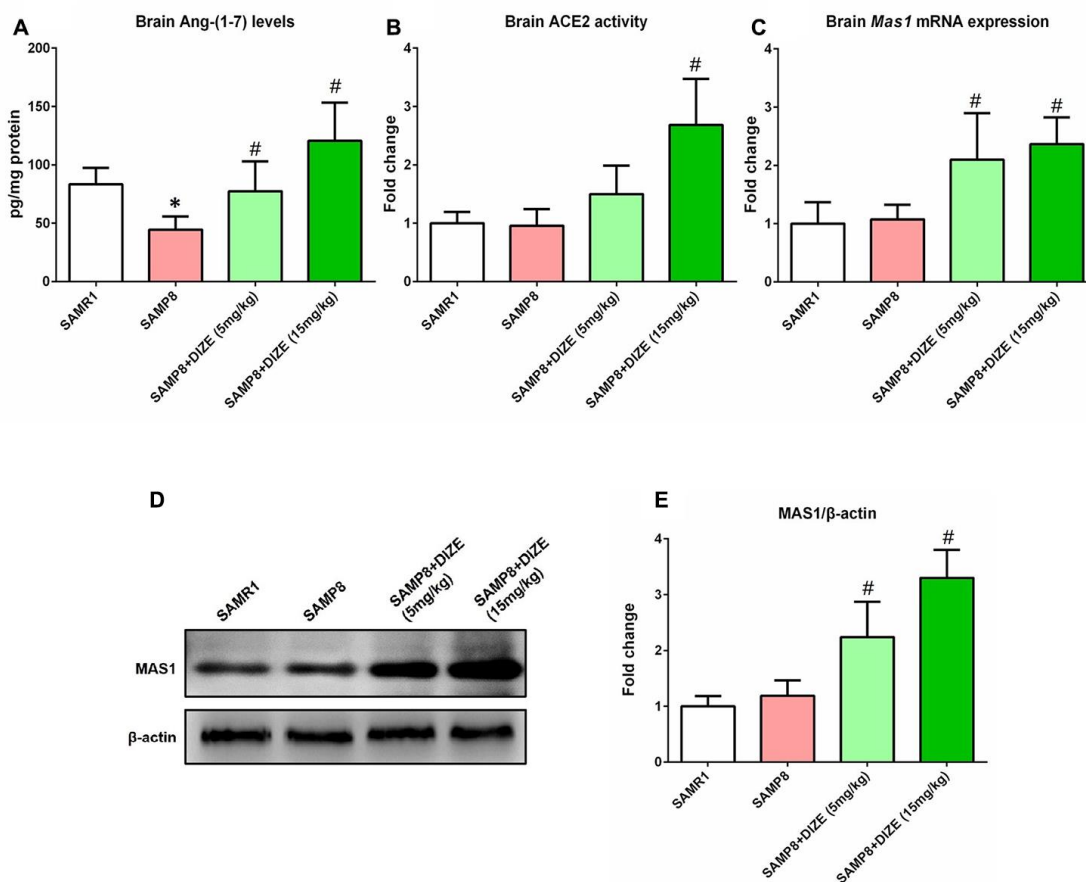 A
Brain Ang-(1-7) levels
pg/mg protein
200
150
100
50
0
*
#
#
SAMR1
SAMP8
SAMP8+DIZE (5mg/kg)
SAMP8+DIZE (15mg/kg)
B
Brain ACE2 activity
Fold change
4
3
2
1
0
#
SAMR1
SAMP8
SAMP8+DIZE (5mg/kg)
SAMP8+DIZE (15mg/kg)
C
Brain Mas1 mRNA expression
Fold change
4
3
2
1
0
#
#
SAMR1
SAMP8
SAMP8+DIZE (5mg/kg)
SAMP8+DIZE (15mg/kg)
D
SAMR1
SAMP8
SAMP8+DIZE
(5mg/kg)
SAMP8+DIZE
(15mg/kg)
MAS1
β-actin
E
MAS1/β-actin
Fold change
4
3
2
1
0
#
#
SAMR1
SAMP8
SAMP8+DIZE (5mg/kg)
SAMP8+DIZE (15mg/kg)